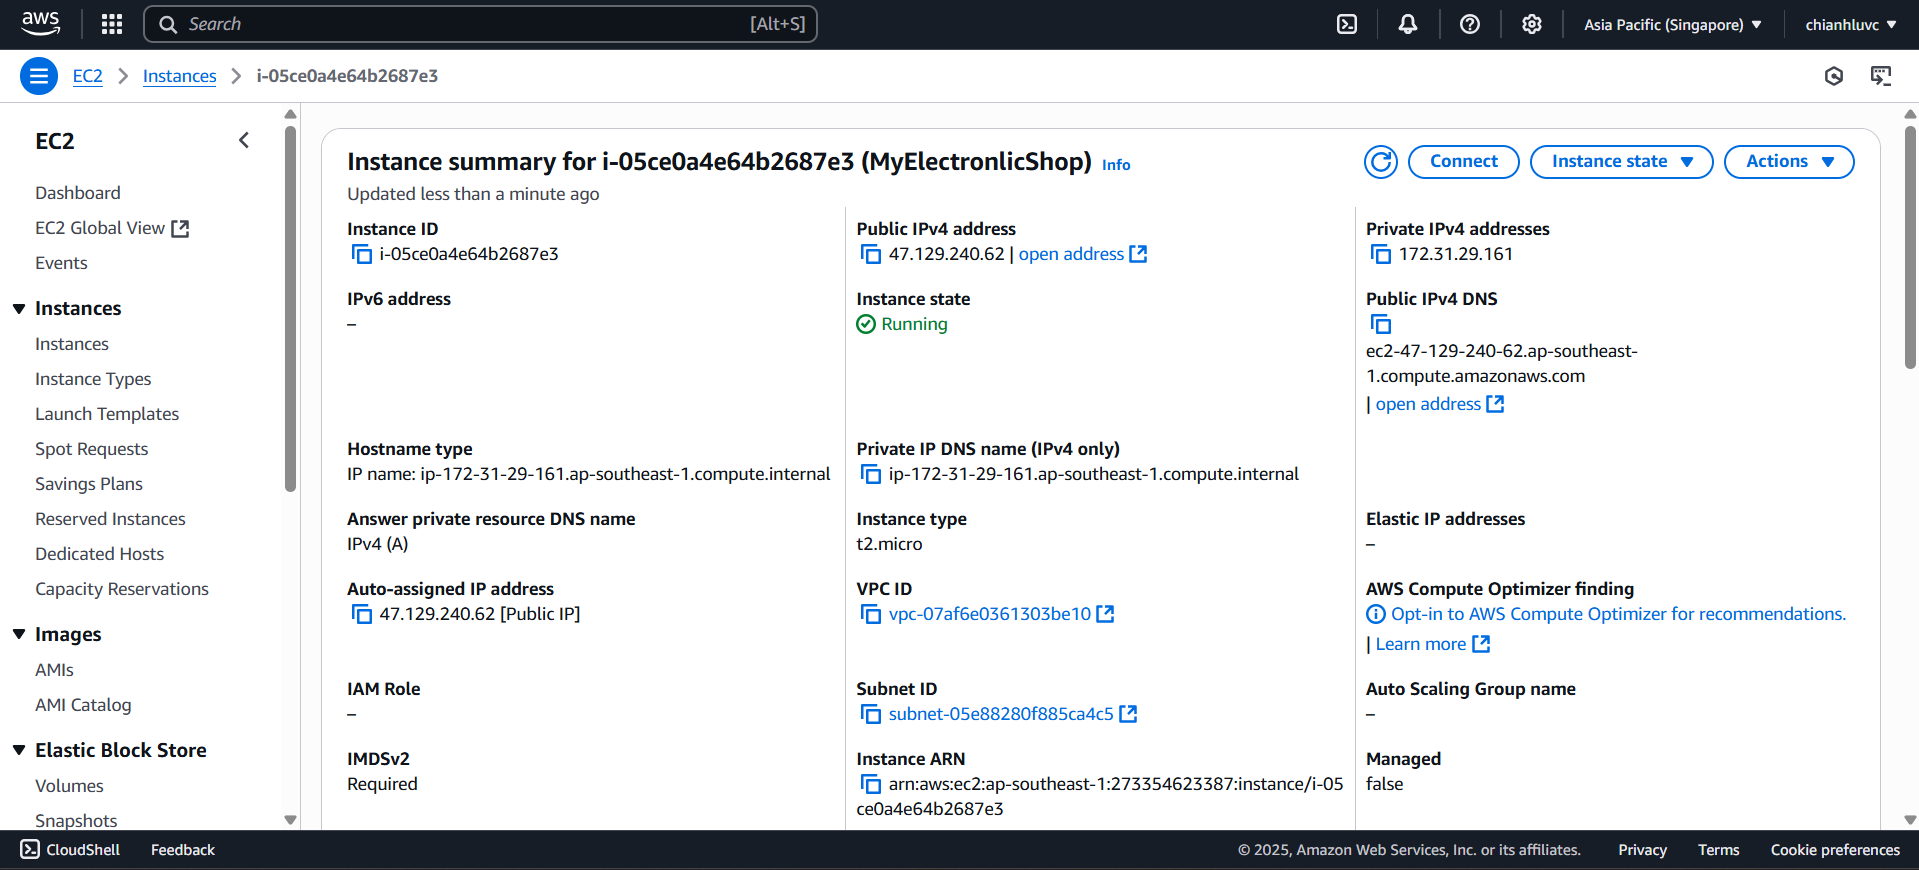 aws
Search
[Alt+S]
Asia Pacific (Singapore)
chianhluvc
EC2
Instances
i-05ce0a4e64b2687e3
EC2
Dashboard
EC2 Global View
Events
Instances
Instances
Instance Types
Launch Templates
Spot Requests
Savings Plans
Reserved Instances
Dedicated Hosts
Capacity Reservations
Images
AMIs
AMI Catalog
Elastic Block Store
Volumes
Snapshots
Instance summary for i-05ce0a4e64b2687e3 (MyElectronlicShop) Info
Updated less than a minute ago
Connect
Instance state
Actions
Instance ID
i-05ce0a4e64b2687e3
Public IPv4 address
47.129.240.62 | open address
Private IPv4 addresses
172.31.29.161
IPv6 address
–
Instance state
Running
Public IPv4 DNS
ec2-47-129-240-62.ap-southeast-
1.compute.amazonaws.com
| open address
Hostname type
IP name: ip-172-31-29-161.ap-southeast-1.compute.internal
Private IP DNS name (IPv4 only)
ip-172-31-29-161.ap-southeast-1.compute.internal
Answer private resource DNS name
IPv4 (A)
Instance type
t2.micro
Elastic IP addresses
–
Auto-assigned IP address
47.129.240.62 [Public IP]
VPC ID
vpc-07af6e0361303be10
AWS Compute Optimizer finding
Opt-in to AWS Compute Optimizer for recommendations.
| Learn more
IAM Role
–
Subnet ID
subnet-05e88280f885ca4c5
Auto Scaling Group name
–
IMDSv2
Required
Instance ARN
arn:aws:ec2:ap-southeast-1:273354623387:instance/i-05
ce0a4e64b2687e3
Managed
false
CloudShell
Feedback
© 2025, Amazon Web Services, Inc. or its affiliates.
Privacy
Terms
Cookie preferences